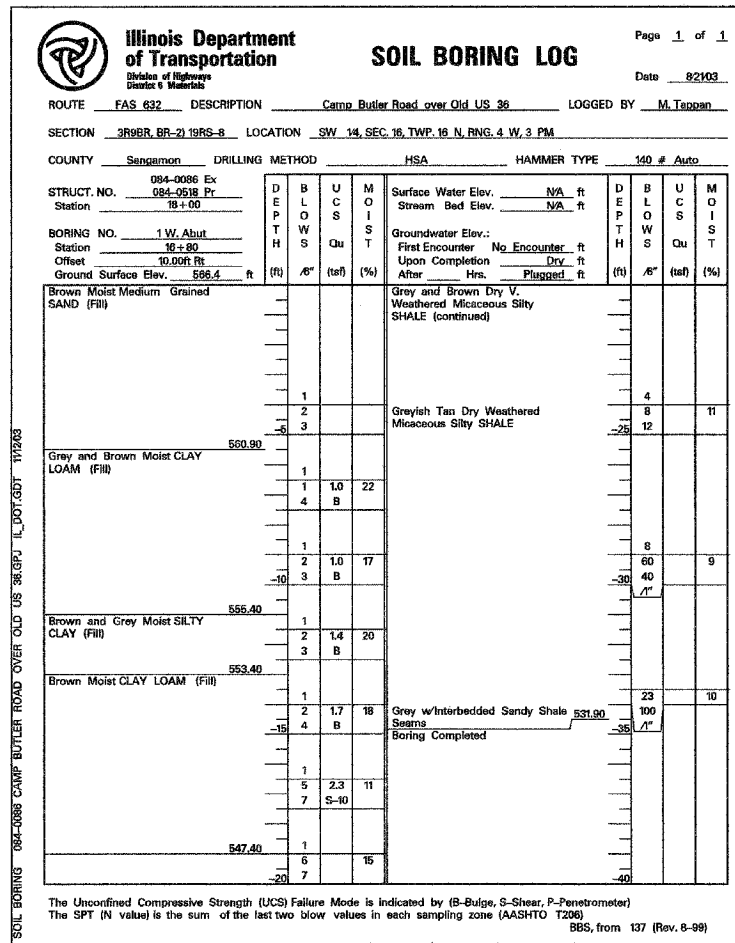 Illinois Department
of Transportation
Division of Highways
District 6 Materials
SOIL BORING LOG
Page 1 of 1
Date 8/21/03
ROUTE FAS 632 DESCRIPTION Camp Butler Road over Old US 36 LOGGED BY M. Tappan
SECTION 3R9BR, BR-2) 19RS-8 LOCATION SW 1/4, SEC. 16, TWP. 16 N, RNG. 4 W, 3 PM
COUNTY Sangamon DRILLING METHOD HSA HAMMER TYPE 140 # Auto
084-0086 Ex
STRUCT. NO. 084-0518 Pr
Station 18+00
BORING NO. 1 W. Abut
Station 16+80
Offset 10.00ft Rt
Ground Surface Elev. 566.4 ft
DEPTH (ft)
BLOWS /6"
UCS Qu (tsf)
MOIST (%)
Surface Water Elev. N/A ft
Stream Bed Elev. N/A ft
Groundwater Elev.:
First Encounter No Encounter ft
Upon Completion Dry ft
After Hrs. Plugged ft
DEPTH (ft)
BLOWS /6"
UCS Qu (tsf)
MOIST (%)
Brown Moist Medium Grained
SAND (Fill)
1
2
-5 3
560.90
Grey and Brown Moist CLAY
LOAM (Fill)
1
1 1.0 22
4 B
1
2 1.0 17
-10 3 B
555.40
Brown and Grey Moist SILTY
CLAY (Fill)
1
2 1.4 20
3 B
553.40
Brown Moist CLAY LOAM (Fill)
1
2 1.7 18
-15 4 B
1
5 2.3 11
7 S-10
547.40
1
6 15
-20 7
Grey and Brown Dry V.
Weathered Micaceous Silty
SHALE (continued)
4
Greyish Tan Dry Weathered 8 11
Micaceous Silty SHALE -25 12
8
60 9
-30 40
/1"
23 10
Grey w/Interbedded Sandy Shale 531.90 100
Seams -35 /1"
Boring Completed
-40
The Unconfined Compressive Strength (UCS) Failure Mode is indicated by (B-Bulge, S-Shear, P-Penetrometer)
The SPT (N value) is the sum of the last two blow values in each sampling zone (AASHTO T206)
BBS, from 137 (Rev. 8-99)
SOIL BORING 084-0086 CAMP BUTLER ROAD OVER OLD US 36.GPJ IL_DOT.GDT 11/12/03